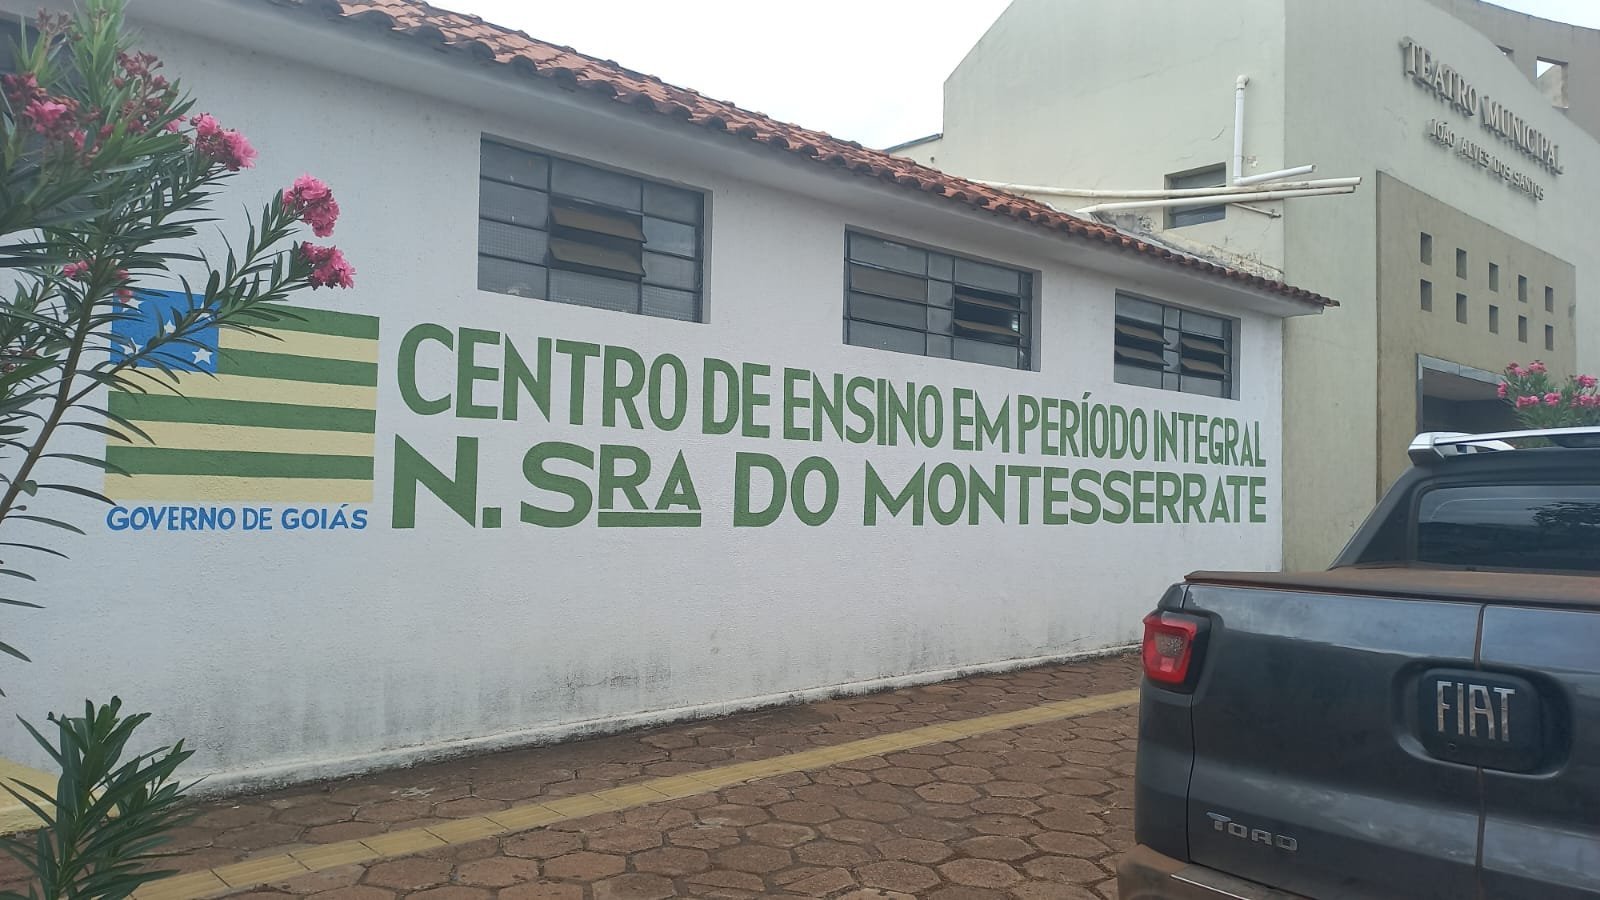 CENTRO DE ENSINO EM PERÍODO INTEGRAL
N. SRA DO MONTESSERRATE
GOVERNO DE GOIÁS
TEATRO MUNICIPAL
JOÃO ALVES DOS SANTOS
FIAT
TORO